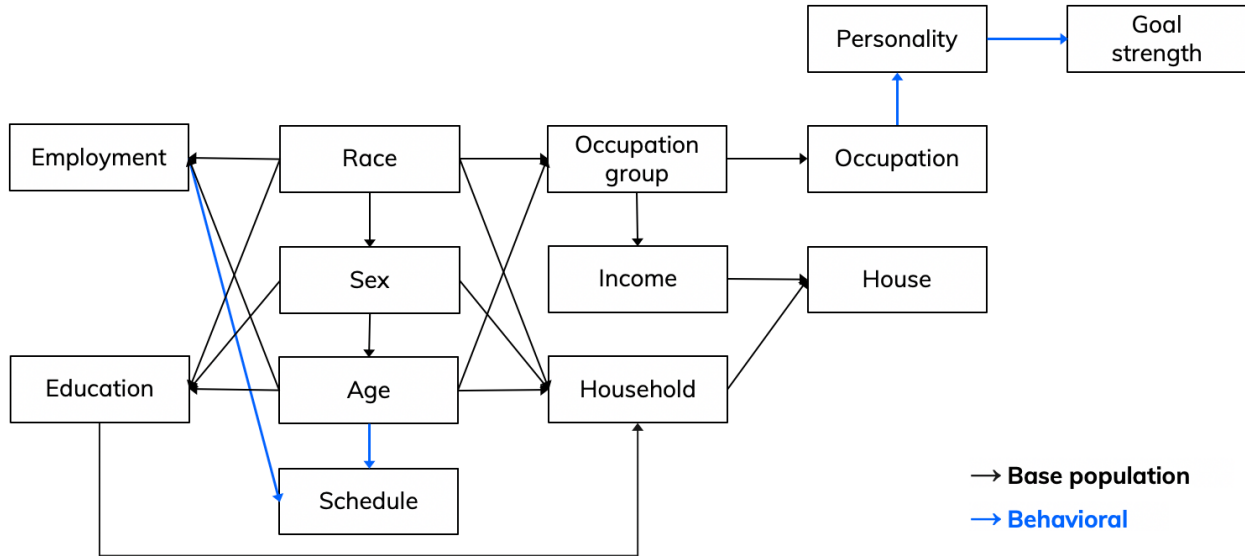 Personality
Goal
strength
Employment
Race
Occupation
group
Occupation
Sex
Income
House
Education
Age
Household
Schedule
Base population
Behavioral